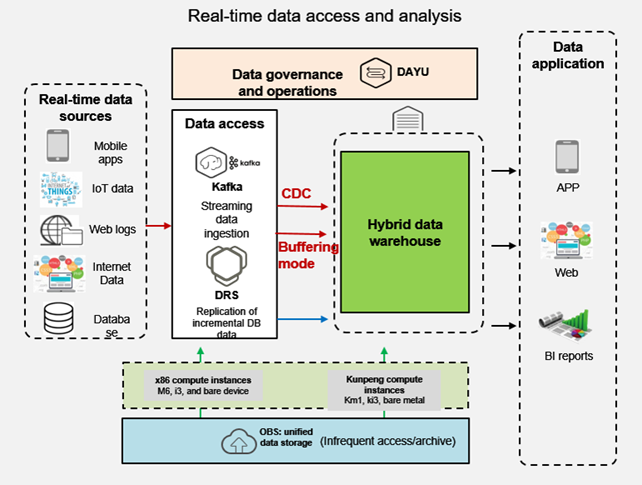 Real-time data access and analysis
Data governance
and operations
DAYU
Real-time data
sources
Mobile
apps
INTERNET
THINGS
IoT data
Web logs
Internet
Data
Databa
se
Data access
kafka
Kafka
Streaming
data
ingestion
DRS
Replication of
incremental DB
data
CDC
Buffering
mode
Hybrid data
warehouse
Data
application
APP
Web
BI reports
x86 compute instances
M6, i3, and bare device
Kunpeng compute
instances
Km1, ki3, bare metal
OBS: unified
data storage
(Infrequent access/archive)